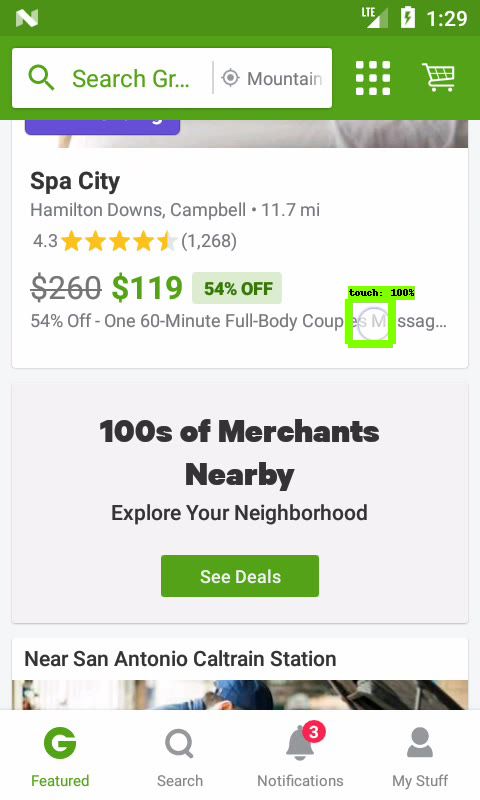 LTE 1:29
Search Gr... Mountain
Spa City
Hamilton Downs, Campbell • 11.7 mi
4.3 (1,268)
$260 $119 54% OFF
touch: 100%
54% Off - One 60-Minute Full-Body Couples Massag...
100s of Merchants
Nearby
Explore Your Neighborhood
See Deals
Near San Antonio Caltrain Station
3
Featured Search Notifications My Stuff